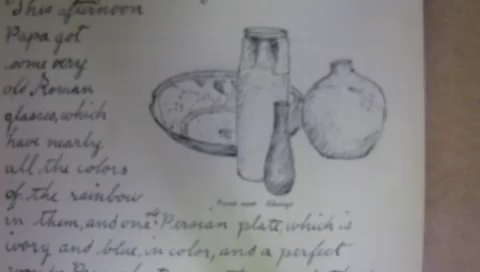 This afternoon
Papa got
some very
old Roman
glasses, which
have nearly
all the colors
of the rainbow
in them, and one old Persian plate, which is
ivory and blue, in color, and a perfect